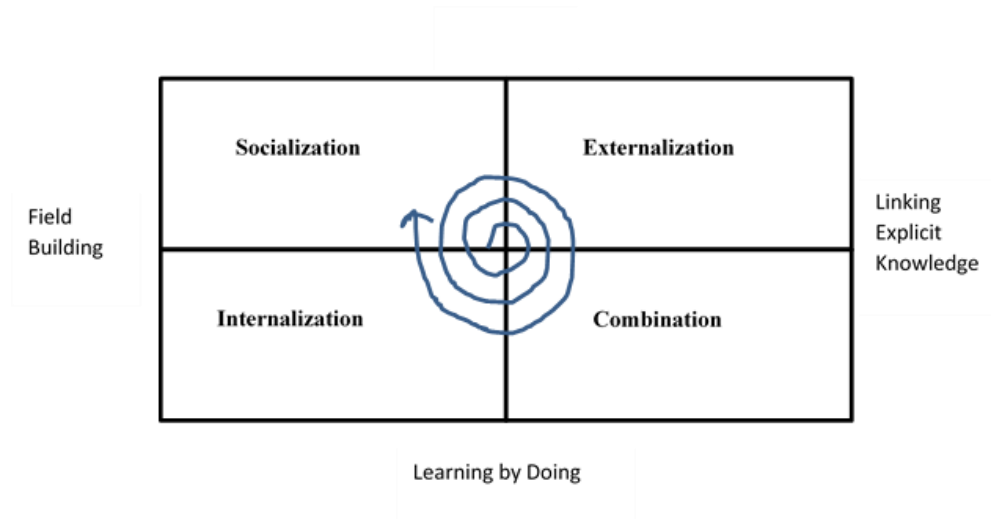 Socialization
Externalization
Field
Building
Linking
Explicit
Knowledge
Internalization
Combination
Learning by Doing